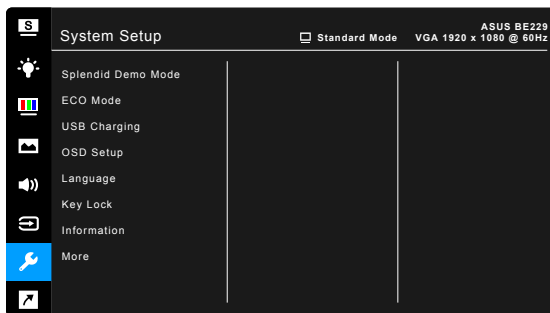 S
ASUS BE229
System Setup
Standard Mode
VGA 1920 x 1080 @ 60Hz
Splendid Demo Mode
ECO Mode
USB Charging
OSD Setup
Language
Key Lock
Information
More